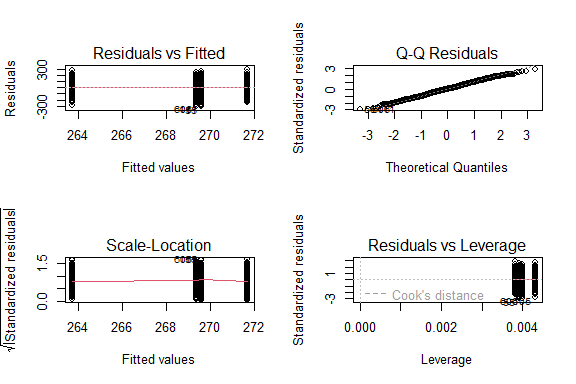 Residuals vs Fitted
Residuals
-300
300
264
266
268
270
272
Fitted values
Q-Q Residuals
Standardized residuals
-3
0
3
-3
-2
-1
0
1
2
3
Theoretical Quantiles
Scale-Location
√|Standardized residuals|
0.0
1.5
264
266
268
270
272
Fitted values
Residuals vs Leverage
Standardized residuals
-3
1
Cook's distance
0.000
0.002
0.004
Leverage